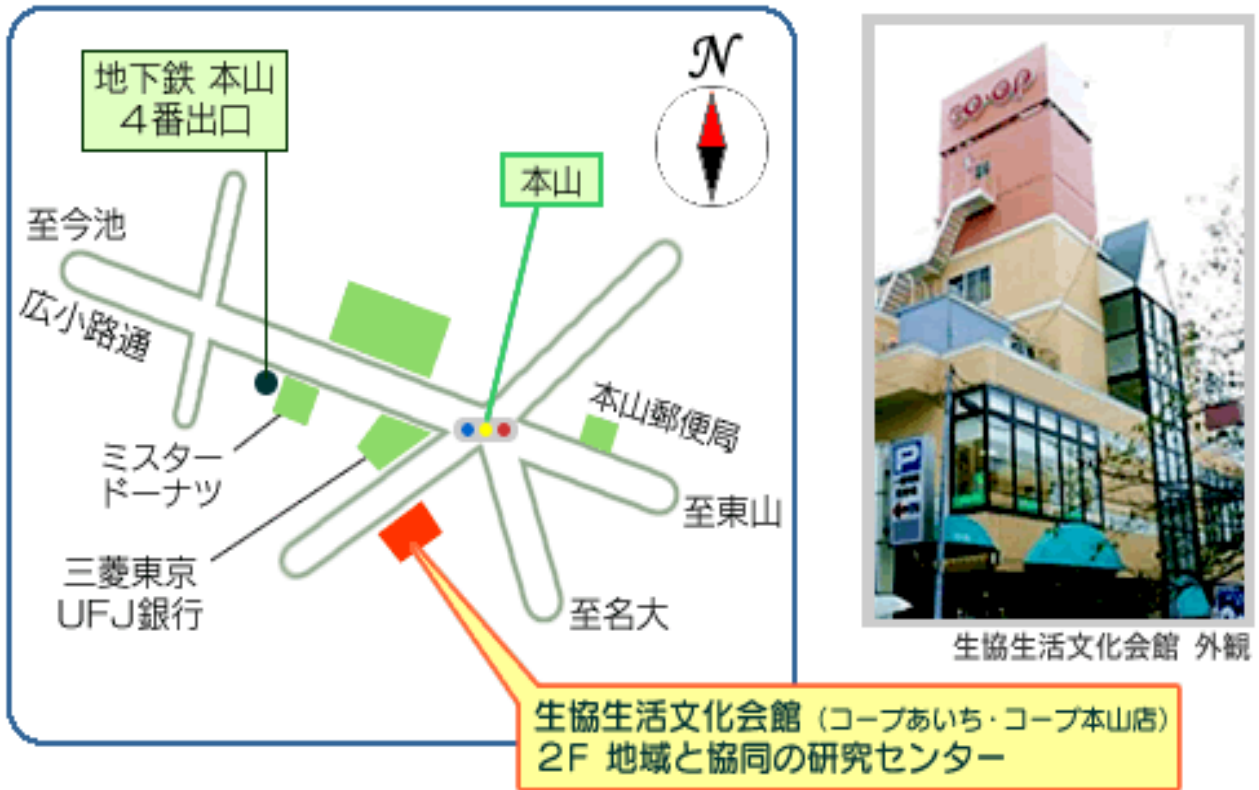 地下鉄 本山
4番出口
N
本山
至今池
広小路通
本山郵便局
ミスター
ドーナツ
至東山
三菱東京
UFJ銀行
至名大
CO・OP
P
生協生活文化会館 外観
生協生活文化会館（コープあいち・コープ本山店）
2F 地域と協同の研究センター